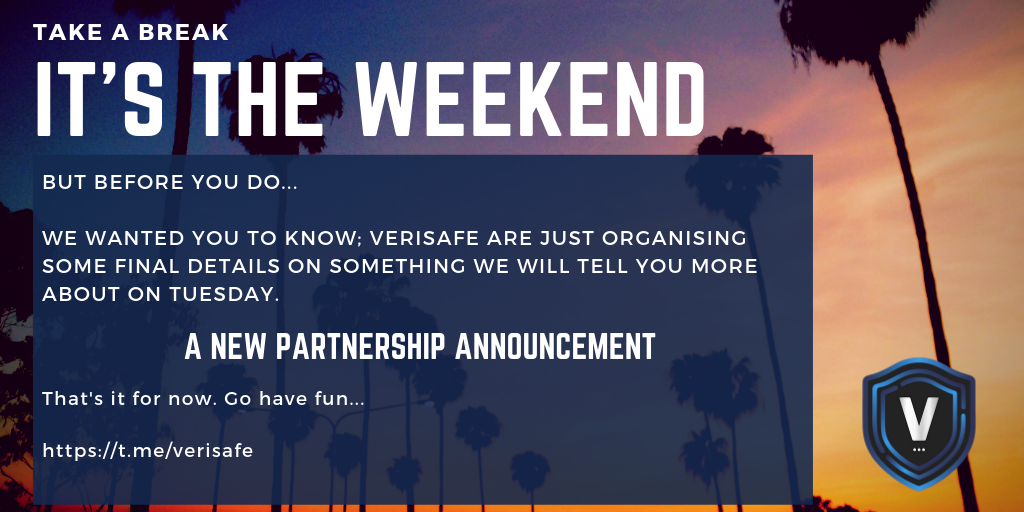 TAKE A BREAK
IT'S THE WEEKEND
BUT BEFORE YOU DO...
WE WANTED YOU TO KNOW; VERISAFE ARE JUST ORGANISING
SOME FINAL DETAILS ON SOMETHING WE WILL TELL YOU MORE
ABOUT ON TUESDAY.
A NEW PARTNERSHIP ANNOUNCEMENT
That's it for now. Go have fun...
https://t.me/verisafe
V